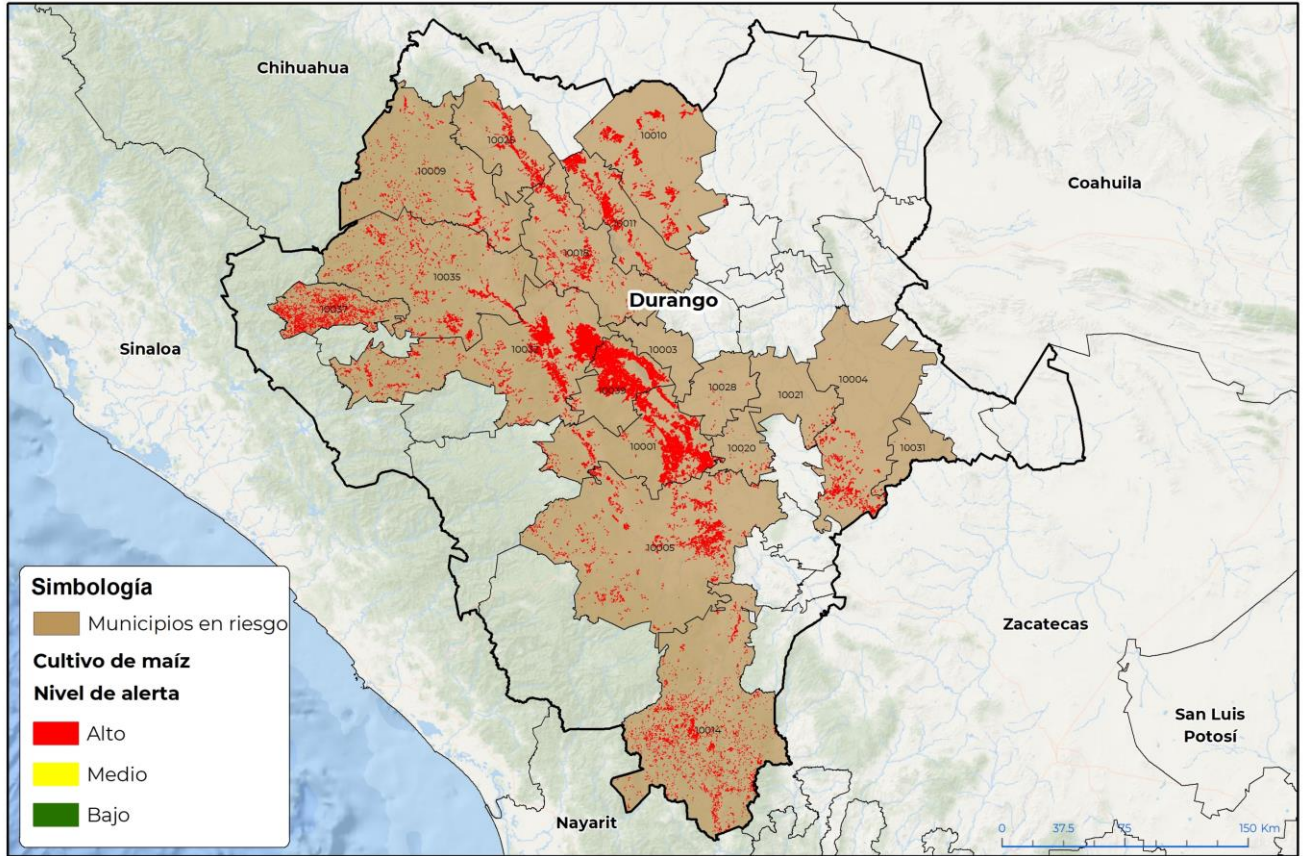 Chihuahua
10010
10009
Coahuila
10011
10035
Durango
10037
Sinaloa
10003
10004
10028
10021
10001
10020
10031
10005
Zacatecas
San Luis
Potosí
10014
Nayarit
Simbología
Municipios en riesgo
Cultivo de maíz
Nivel de alerta
Alto
Medio
Bajo
0 37.5 75 150 Km